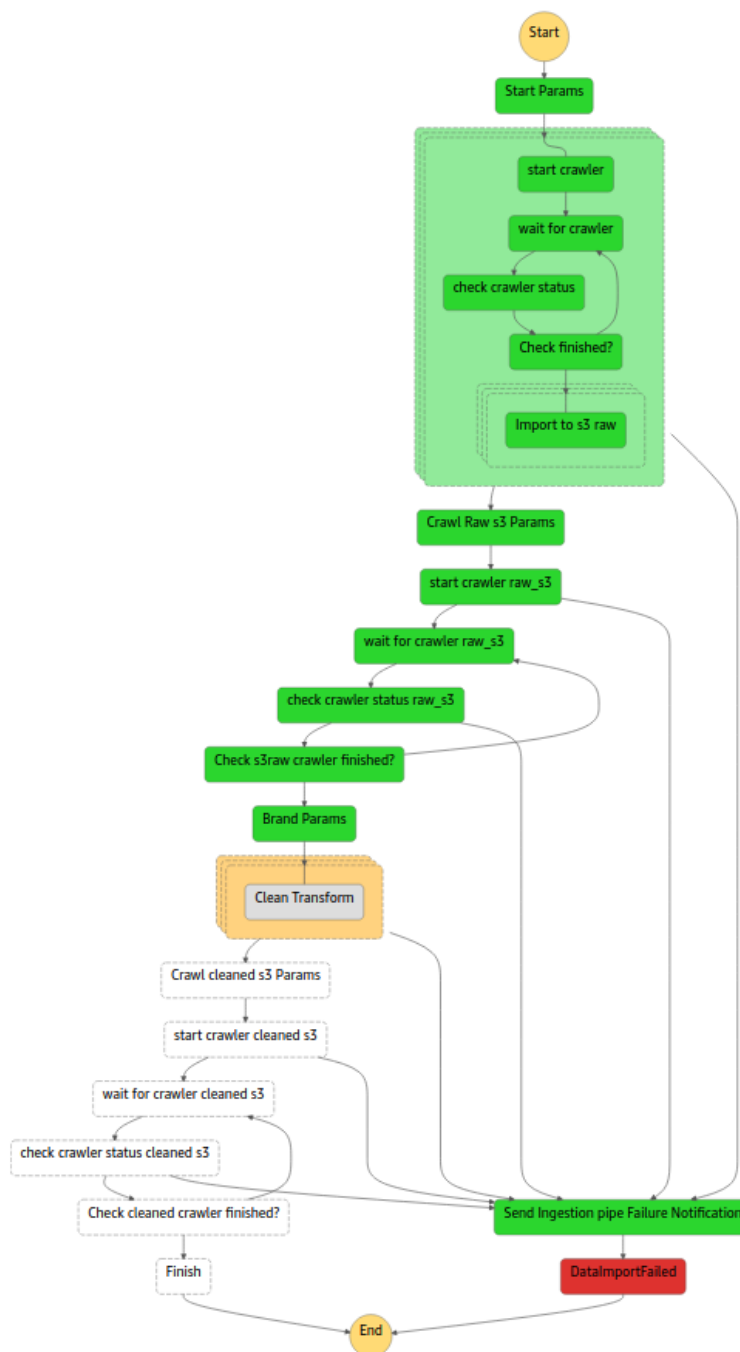 Start
Start Params
start crawler
wait for crawler
check crawler status
Check finished?
Import to s3 raw
Crawl Raw s3 Params
start crawler raw_s3
wait for crawler raw_s3
check crawler status raw_s3
Check s3raw crawler finished?
Brand Params
Clean Transform
Crawl cleaned s3 Params
start crawler cleaned s3
wait for crawler cleaned s3
check crawler status cleaned s3
Check cleaned crawler finished?
Send Ingestion pipe Failure Notification
Finish
DataImportFailed
End